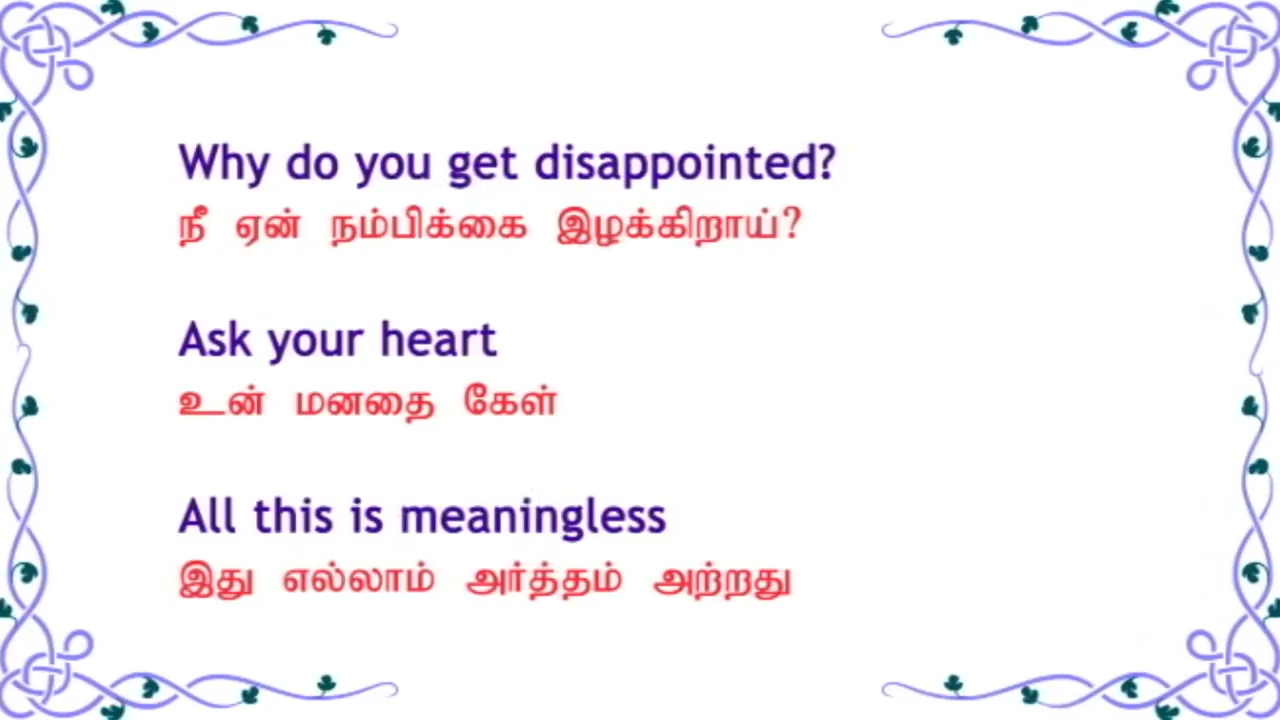 Why do you get disappointed?
நீ ஏன் நம்பிக்கை இழக்கிறாய்?
Ask your heart
உன் மனதை கேள்
All this is meaningless
இது எல்லாம் அர்த்தம் அற்றது